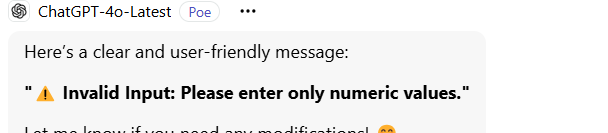 ChatGPT-4o-Latest Poe ...
Here's a clear and user-friendly message:
"⚠️ Invalid Input: Please enter only numeric values."
Let me know if you need any modifications! 😊